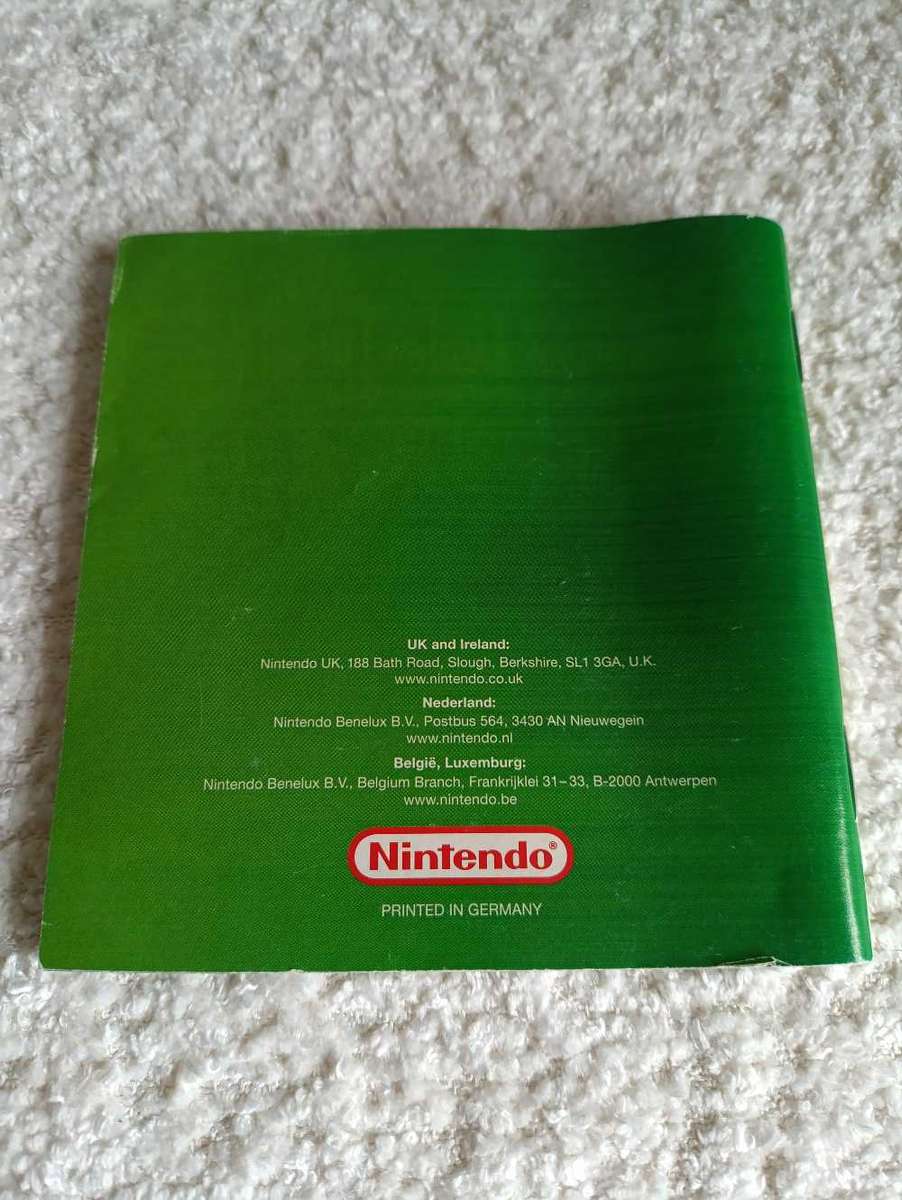 UK and Ireland:
Nintendo UK, 188 Bath Road, Slough, Berkshire, SL1 3GA, U.K.
www.nintendo.co.uk
Nederland:
Nintendo Benelux B.V., Postbus 564, 3430 AN Nieuwegein
www.nintendo.nl
België, Luxemburg:
Nintendo Benelux B.V., Belgium Branch, Frankrijklei 31–33, B-2000 Antwerpen
www.nintendo.be
Nintendo®
PRINTED IN GERMANY